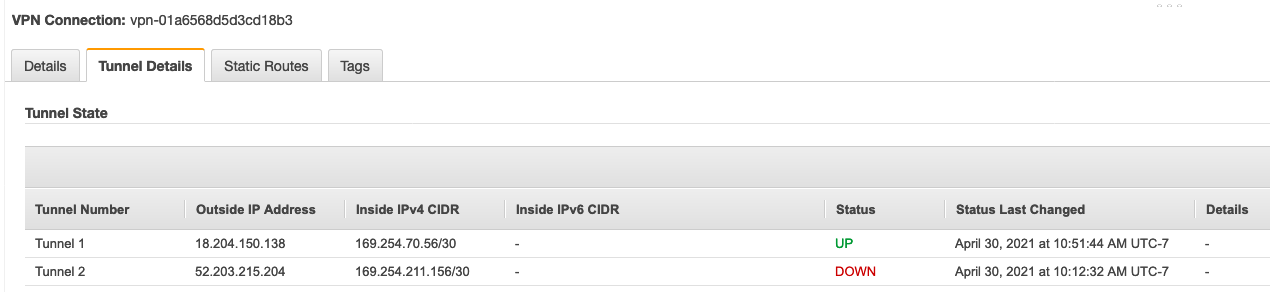 VPN Connection: vpn-01a6568d5d3cd18b3
Details Tunnel Details Static Routes Tags
Tunnel State
Tunnel Number Outside IP Address Inside IPv4 CIDR Inside IPv6 CIDR Status Status Last Changed Details
Tunnel 1 18.204.150.138 169.254.70.56/30 - UP April 30, 2021 at 10:51:44 AM UTC-7 -
Tunnel 2 52.203.215.204 169.254.211.156/30 - DOWN April 30, 2021 at 10:12:32 AM UTC-7 -